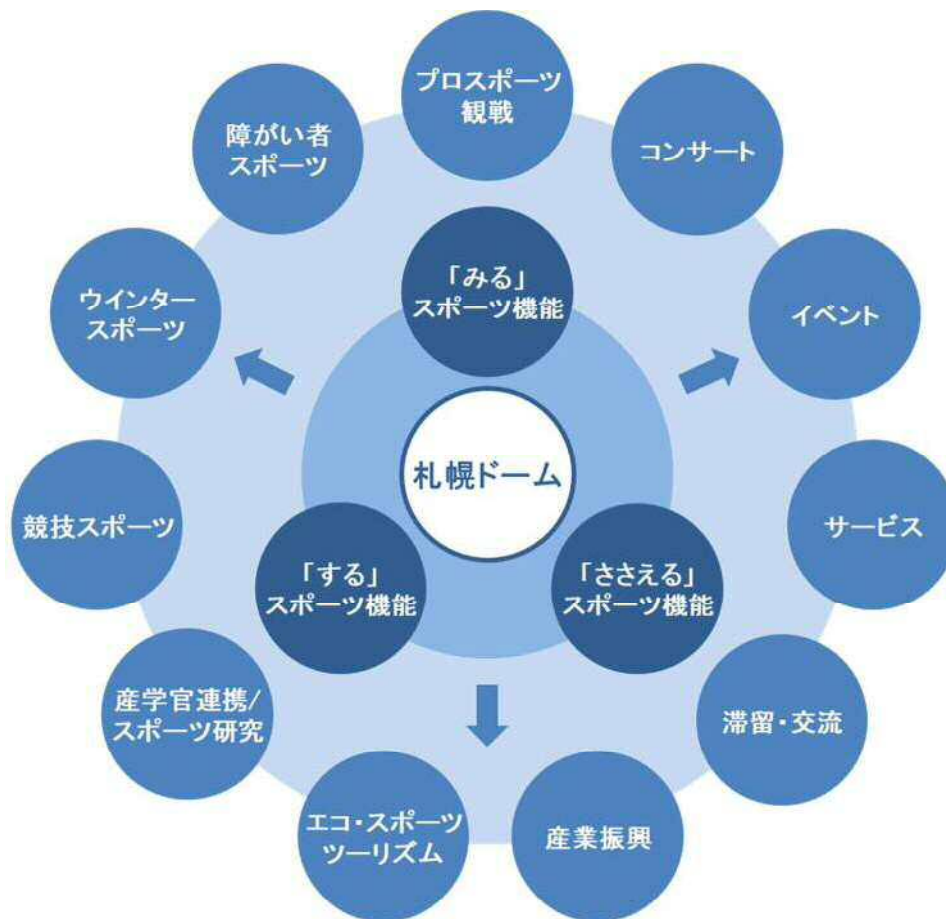 プロスポーツ
観戦
障がい者
スポーツ
コンサート
「みる」
スポーツ機能
ウインター
スポーツ
イベント
札幌ドーム
競技スポーツ
サービス
「する」
スポーツ機能
「ささえる」
スポーツ機能
産学官連携/
スポーツ研究
滞留・交流
エコ・スポーツ
ツーリズム
産業振興